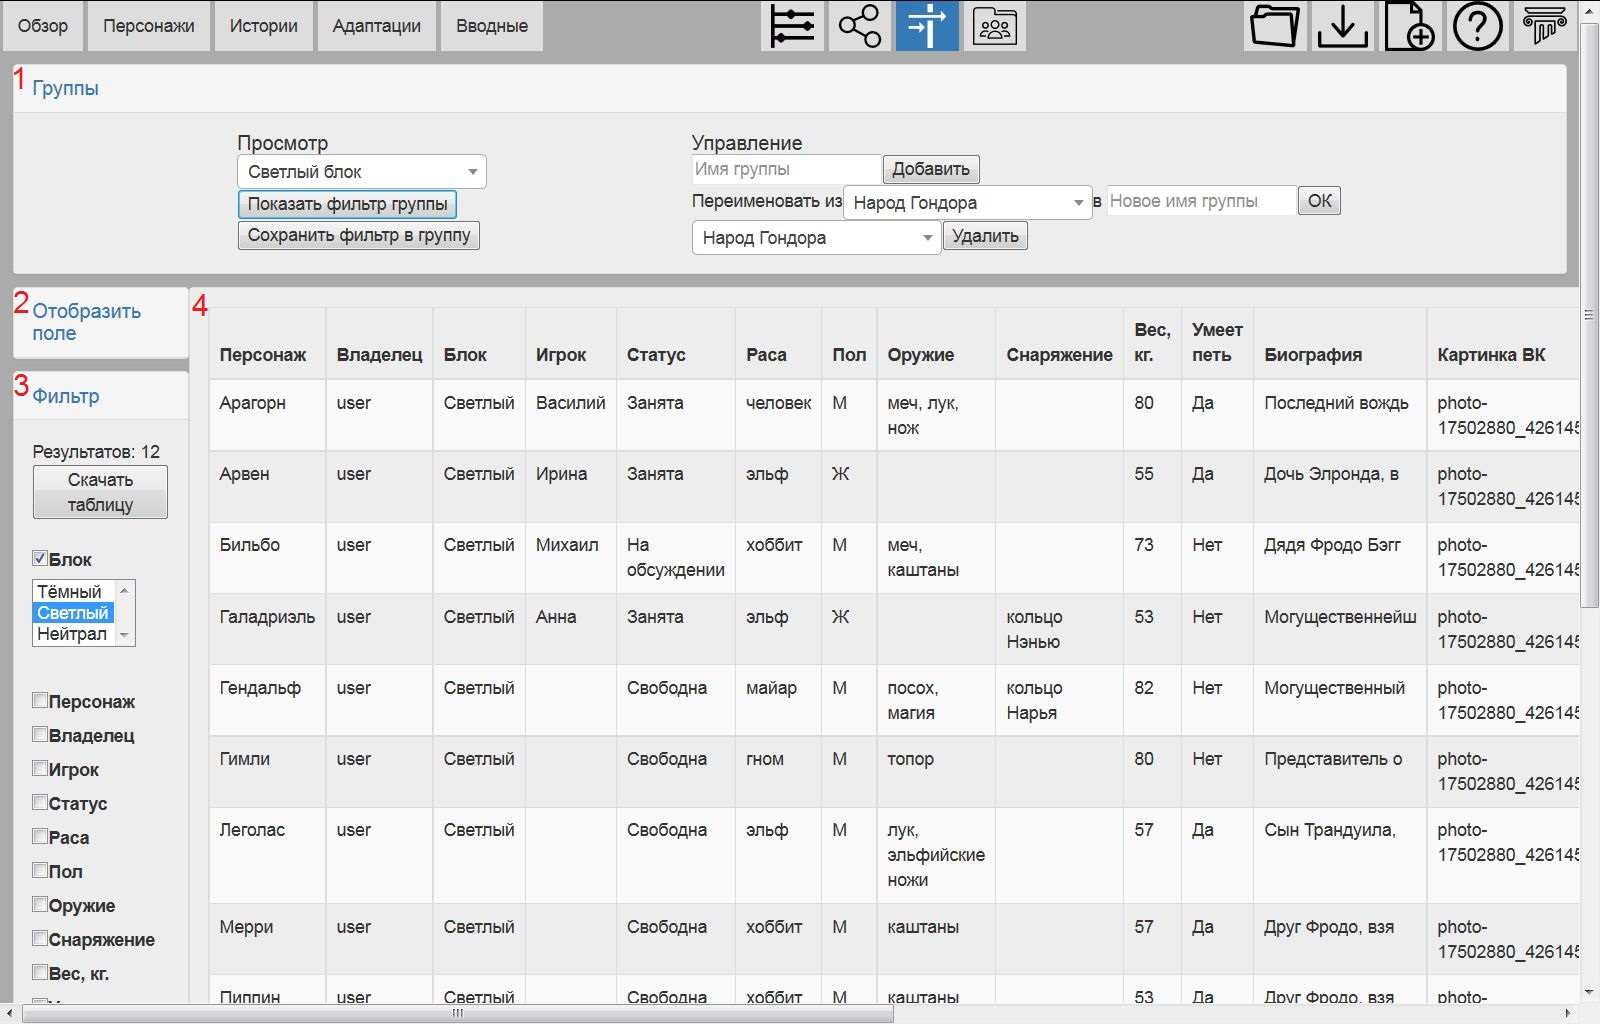 Обзор Персонажи Истории Адаптации Вводные
1 Группы
Просмотр
Светлый блок
Показать фильтр группы
Сохранить фильтр в группу
Управление
Имя группы Добавить
Переименовать из Народ Гондора в Новое имя группы ОК
Народ Гондора Удалить
2 Отобразить
поле
3 Фильтр
Результатов: 12
Скачать
таблицу
Блок
Тёмный
Светлый
Нейтрал
Персонаж
Владелец
Игрок
Статус
Раса
Пол
Оружие
Снаряжение
Вес, кг.
4
Персонаж Владелец Блок Игрок Статус Раса Пол Оружие Снаряжение Вес, кг. Умеет петь Биография Картинка ВК
Арагорн user Светлый Василий Занята человек М меч, лук, нож 80 Да Последний вождь photo-17502880_426145
Арвен user Светлый Ирина Занята эльф Ж 55 Да Дочь Элронда, в photo-17502880_426145
Бильбо user Светлый Михаил На обсуждении хоббит М меч, каштаны 73 Нет Дядя Фродо Бэгг photo-17502880_426145
Галадриэль user Светлый Анна Занята эльф Ж кольцо Нэнью 53 Нет Могущественнейш photo-17502880_426145
Гендальф user Светлый Свободна майар М посох, магия кольцо Нарья 82 Нет Могущественный photo-17502880_426145
Гимли user Светлый Свободна гном М топор 80 Нет Представитель о photo-17502880_426145
Леголас user Светлый Свободна эльф М лук, эльфийские ножи 57 Да Сын Трандуила, photo-17502880_426145
Мерри user Светлый Свободна хоббит М каштаны 57 Да Друг Фродо, взя photo-17502880_426145
Пиппин user Светлый Свободна хоббит М каштаны 53 Да Друг Фродо, взя photo-